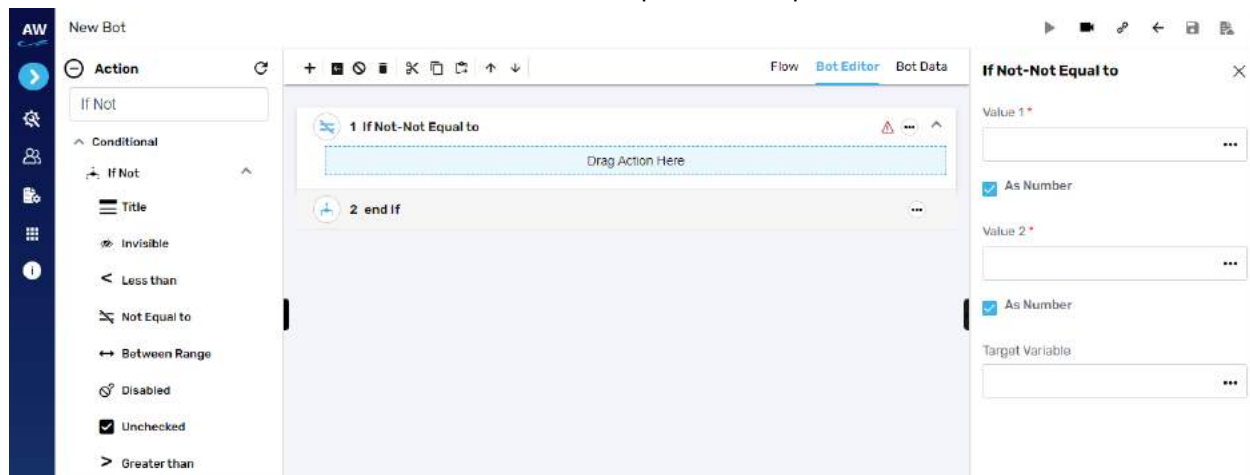 AW
New Bot
Action
If Not
Conditional
If Not
Title
Invisible
Less than
Not Equal to
Between Range
Disabled
Unchecked
Greater than
Flow
Bot Editor
Bot Data
1 If Not-Not Equal to
Drag Action Here
2 end If
If Not-Not Equal to
Value 1 *
As Number
Value 2 *
As Number
Target Variable